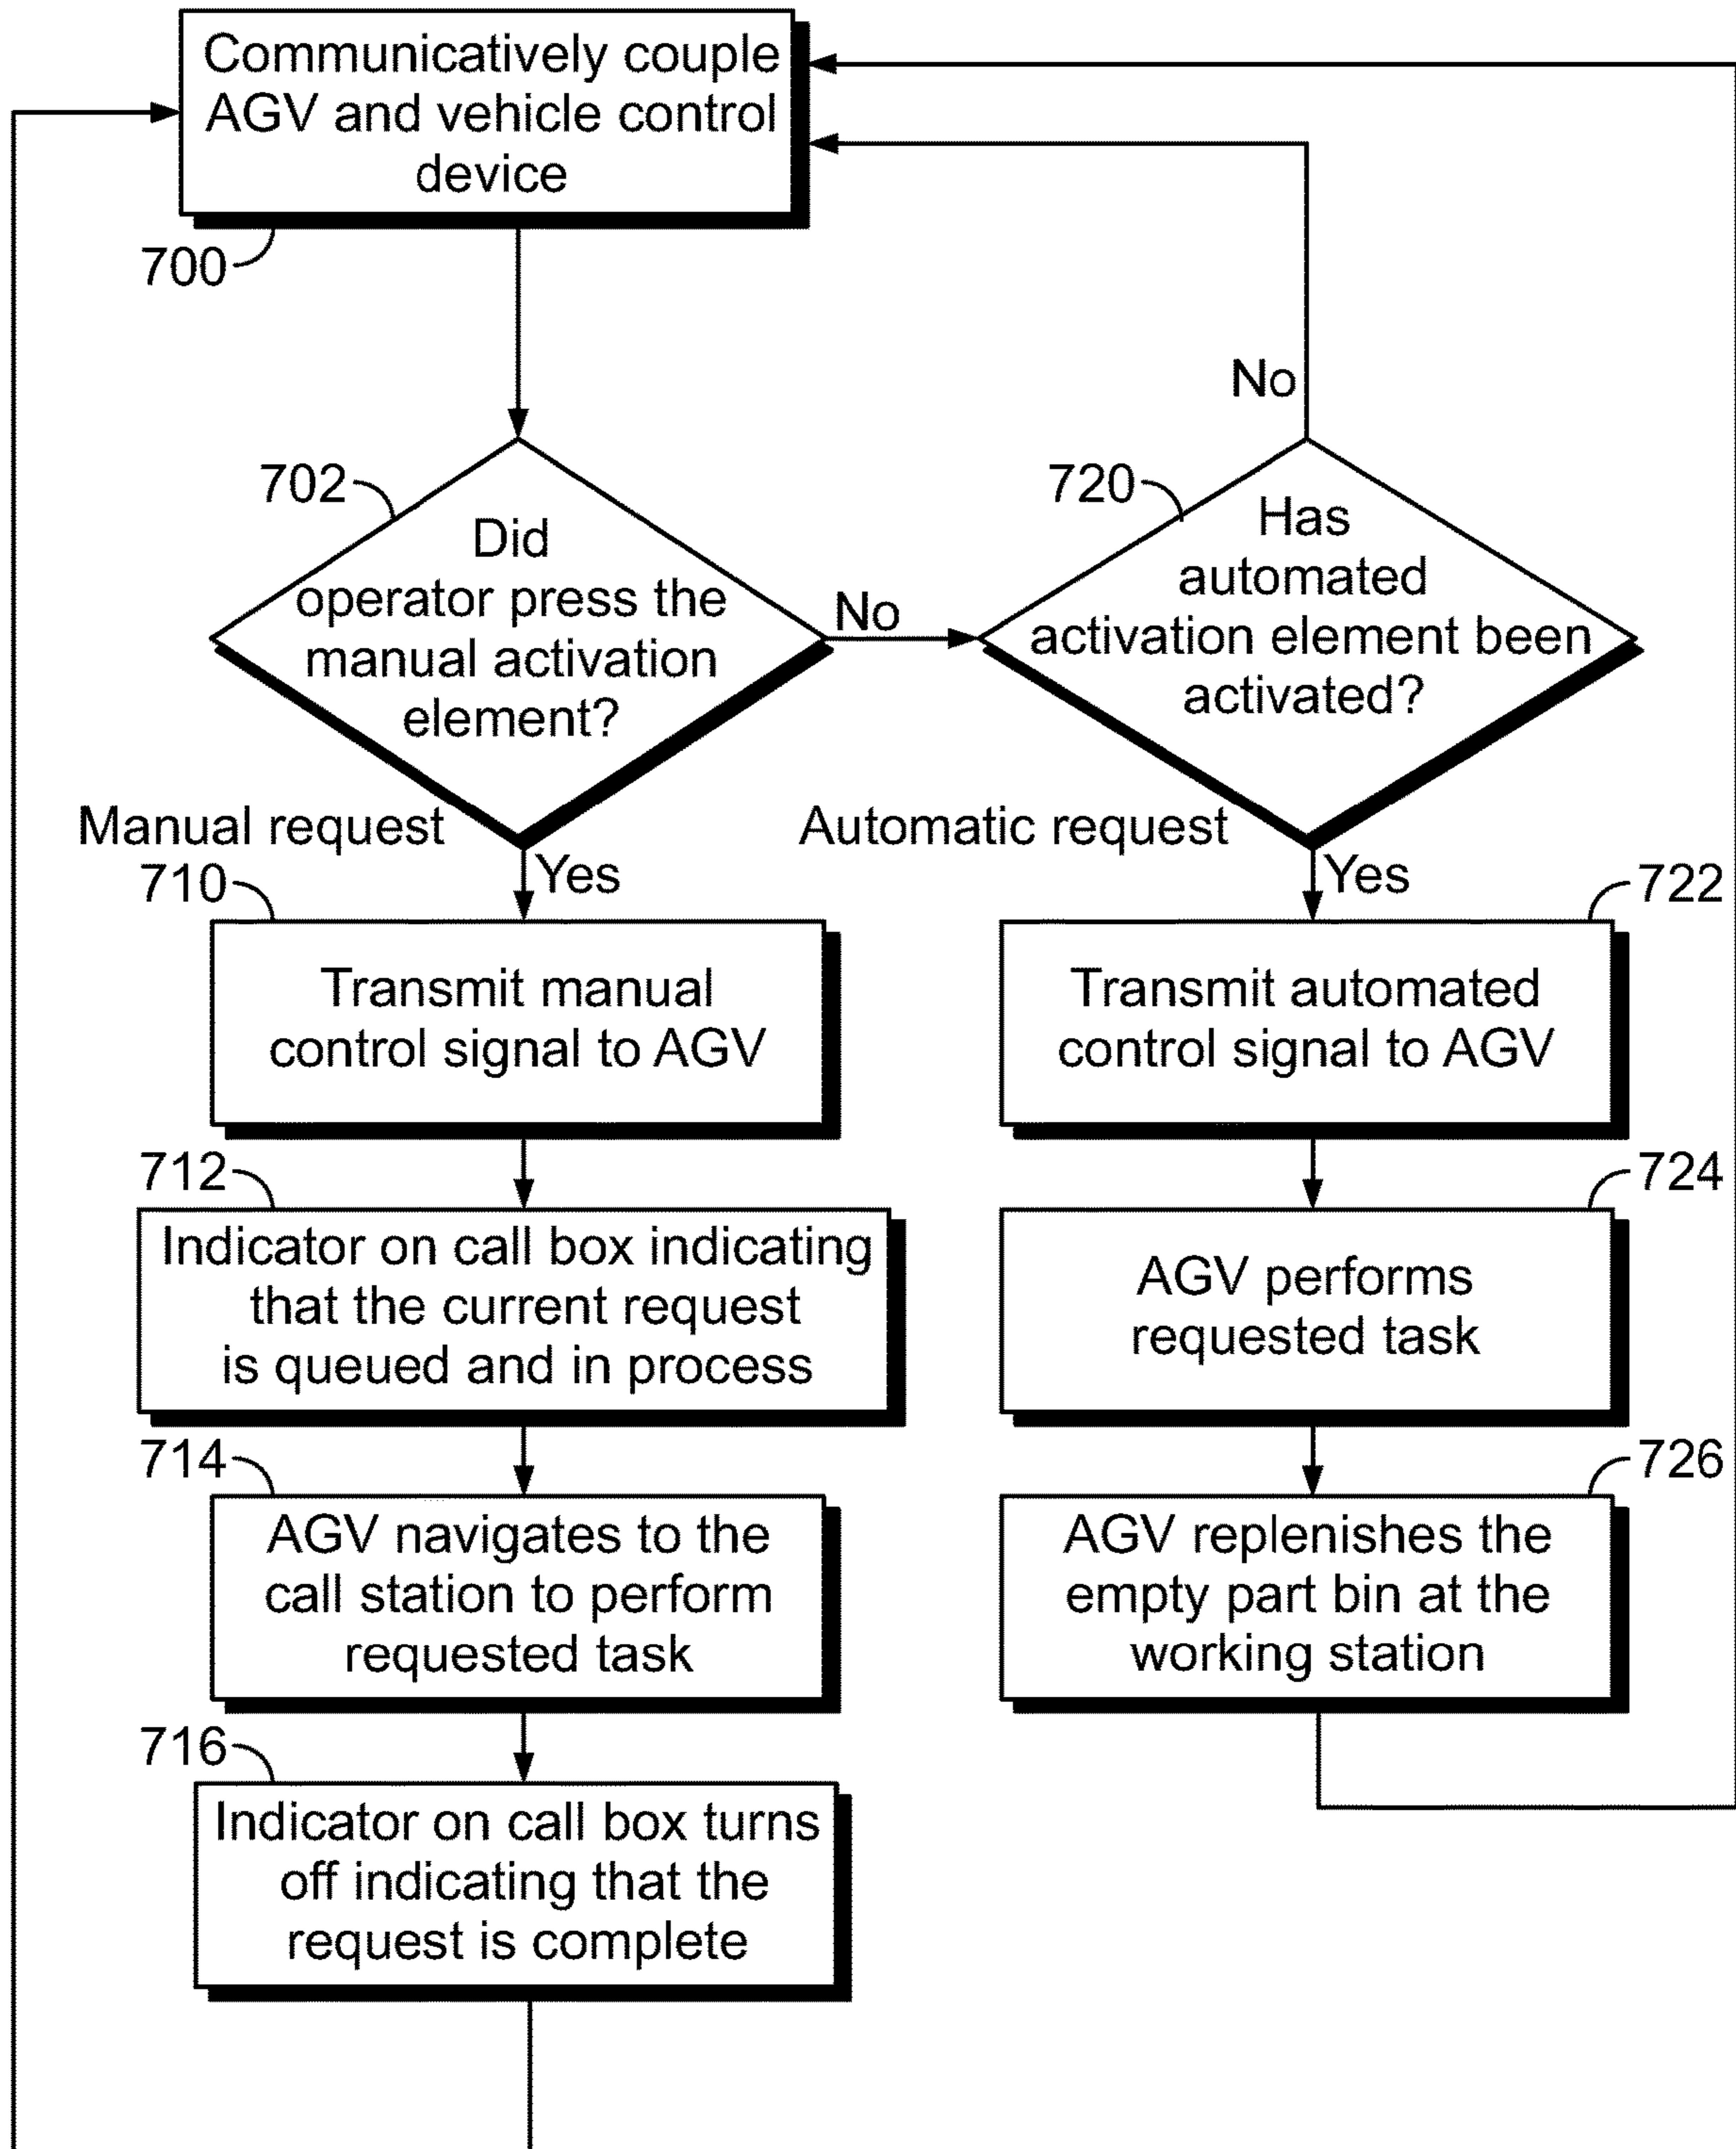 Communicatively couple
AGV and vehicle control
device
700
702
Did
operator press the
manual activation
element?
No
720
Has
automated
activation element been
activated?
No
Manual request
Yes
710
Transmit manual
control signal to AGV
712
Indicator on call box indicating
that the current request
is queued and in process
714
AGV navigates to the
call station to perform
requested task
716
Indicator on call box turns
off indicating that the
request is complete
Automatic request
Yes
722
Transmit automated
control signal to AGV
724
AGV performs
requested task
726
AGV replenishes the
empty part bin at the
working station